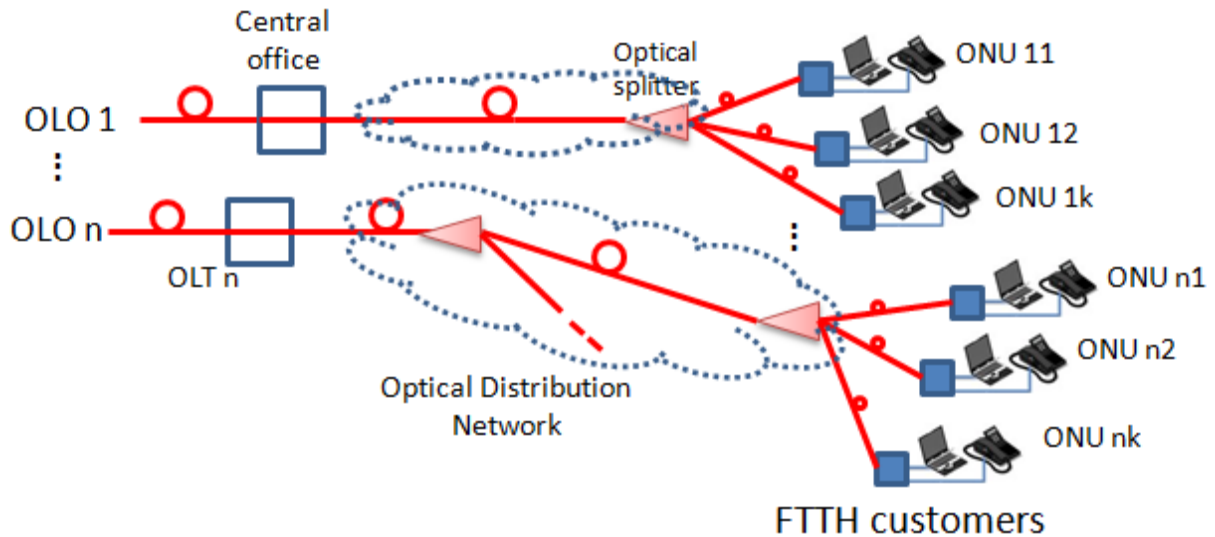 Central
office
Optical
splitter
ONU 11
OLO 1
ONU 12
⋮
ONU 1k
OLO n
⋮
OLT n
ONU n1
ONU n2
Optical Distribution
Network
ONU nk
FTTH customers